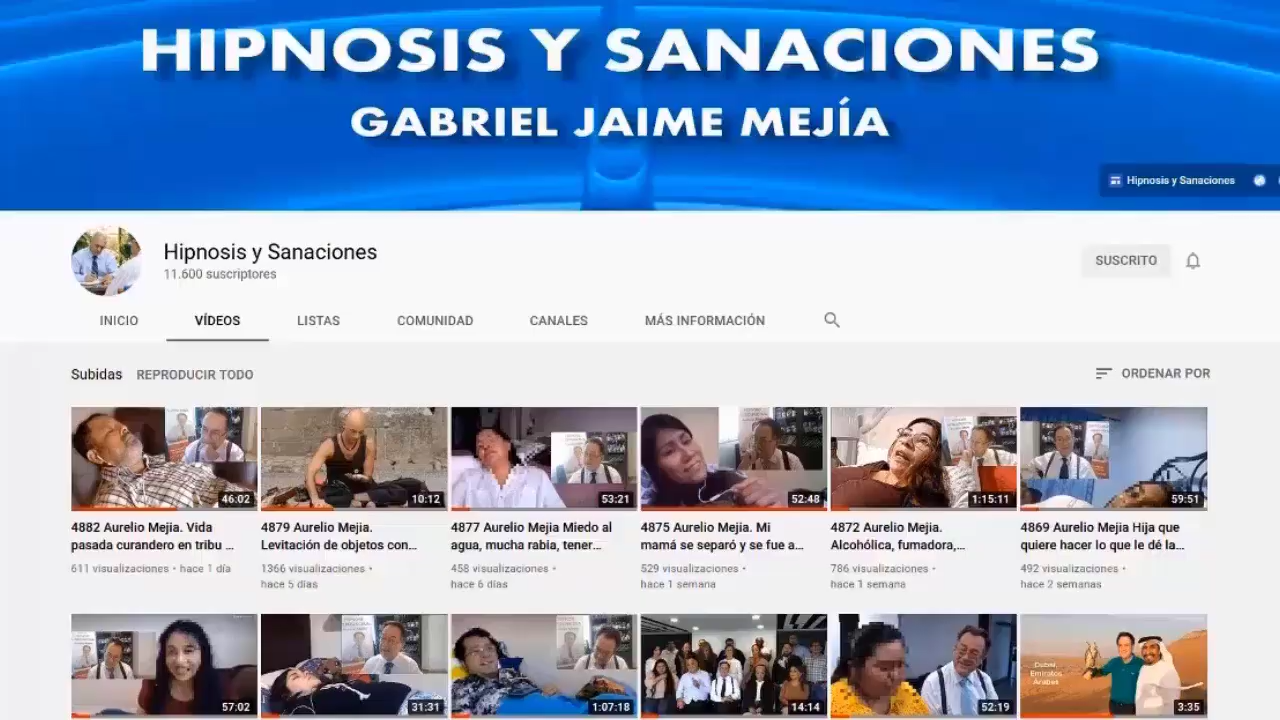 HIPNOSIS Y SANACIONES
GABRIEL JAIME MEJÍA
Hipnosis y Sanaciones
Hipnosis y Sanaciones
11.600 suscriptores
SUSCRITO
INICIO VÍDEOS LISTAS COMUNIDAD CANALES MÁS INFORMACIÓN
Subidas REPRODUCIR TODO ORDENAR POR
46:02
4882 Aurelio Mejia. Vida
pasada curandero en tribu ...
611 visualizaciones • hace 1 día
10:12
4879 Aurelio Mejia.
Levitación de objetos con...
1366 visualizaciones •
hace 5 días
53:21
4877 Aurelio Mejia Miedo al
agua, mucha rabia, tener...
458 visualizaciones •
hace 6 días
52:48
4875 Aurelio Mejia. Mi
mamá se separó y se fue a...
529 visualizaciones •
hace 1 semana
1:15:11
4872 Aurelio Mejia.
Alcohólica, fumadora,...
786 visualizaciones •
hace 1 semana
59:51
4869 Aurelio Mejia Hija que
quiere hacer lo que le dé la...
492 visualizaciones •
hace 2 semanas
57:02
31:31
1:07:18
14:14
52:19
Dubai,
Emiratos
Arabes
3:35